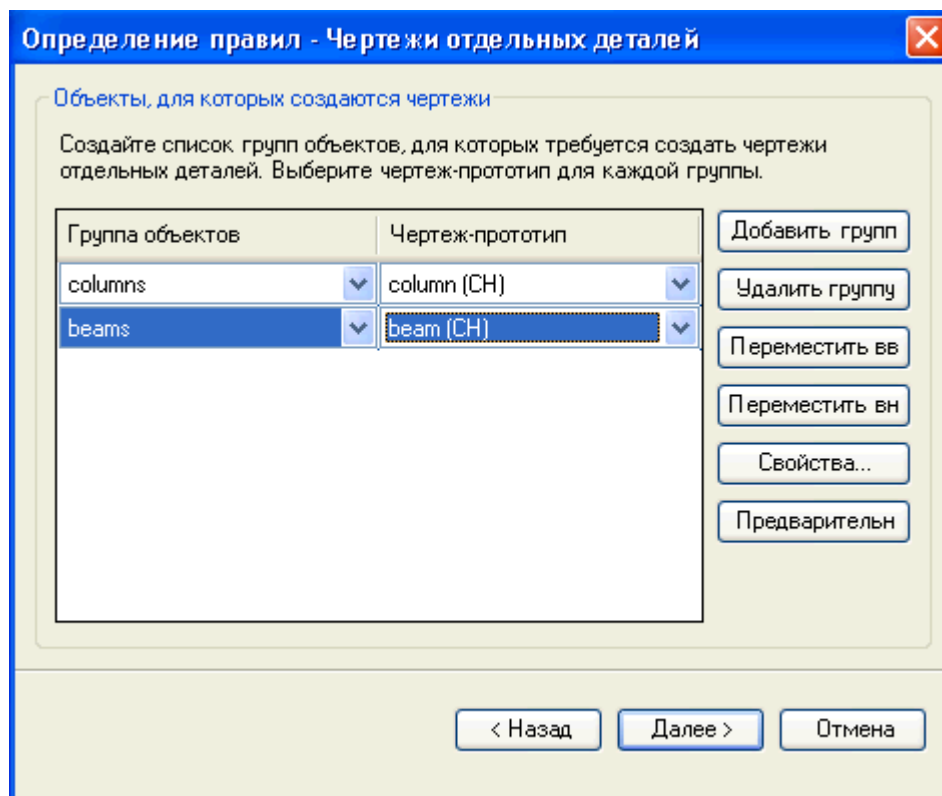 Определение правил - Чертежи отдельных деталей
Объекты, для которых создаются чертежи
Создайте список групп объектов, для которых требуется создать чертежи
отдельных деталей. Выберите чертеж-прототип для каждой группы.
Группа объектов Чертеж-прототип Добавить групп
columns column (CH) Удалить группу
beams beam (CH)
Переместить вв
Переместить вн
Свойства...
Предварительн
< Назад Далее > Отмена